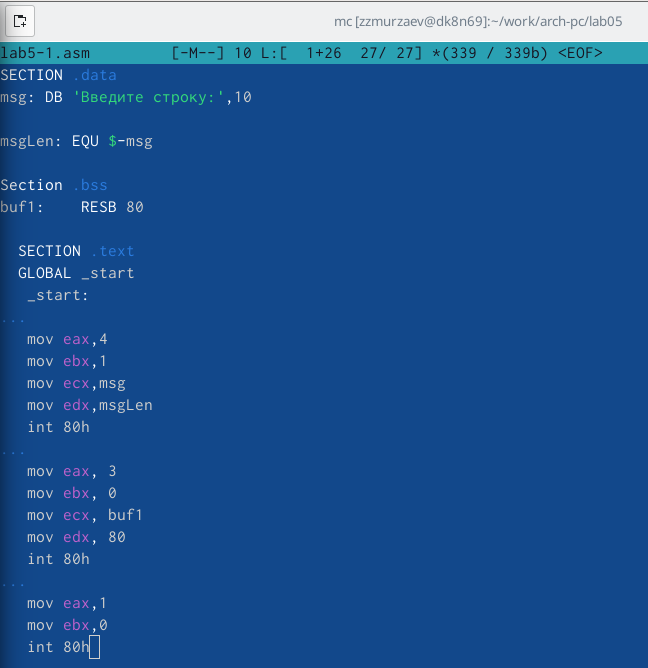 mc [zzmurzaev@dk8n69]:~/work/arch-pc/lab05
lab5-1.asm [-M--] 10 L:[ 1+26 27/ 27] *(339 / 339b) <EOF>
SECTION .data
msg: DB 'Введите строку:',10
msgLen: EQU $-msg
Section .bss
buf1: RESB 80
SECTION .text
GLOBAL _start
_start:
...
mov eax,4
mov ebx,1
mov ecx,msg
mov edx,msgLen
int 80h
...
mov eax, 3
mov ebx, 0
mov ecx, buf1
mov edx, 80
int 80h
...
mov eax,1
mov ebx,0
int 80h